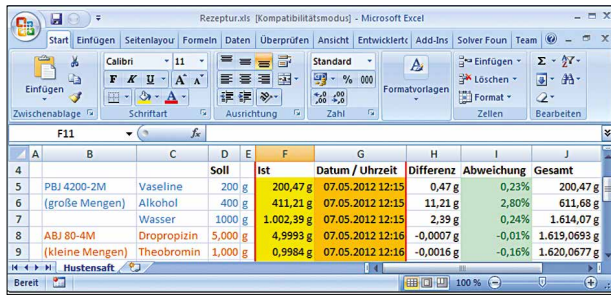 Rezeptur.xls [Kompatibilitätsmodus] - Microsoft Excel
Start Einfügen Seitenlayou Formeln Daten Überprüfen Ansicht Entwicklertc Add-Ins Solver Foun Team
Calibri 11 Standard Einfügen Σ
Einfügen F K U A A % 000 Formatvorlagen Löschen
A Format
Zwischenablage Schriftart Ausrichtung Zahl Zellen Bearbeiten
F11 fx
A B C D E F G H I J
4 Soll Ist Datum / Uhrzeit Differenz Abweichung Gesamt
5 PBJ 4200-2M Vaseline 200 g 200,47 g 07.05.2012 12:15 0,47 g 0,23% 200,47 g
6 (große Mengen) Alkohol 400 g 411,21 g 07.05.2012 12:15 11,21 g 2,80% 611,68 g
7 Wasser 1000 g 1.002,39 g 07.05.2012 12:15 2,39 g 0,24% 1.614,07 g
8 ABJ 80-4M Dropropizin 5,000 g 4,9993 g 07.05.2012 12:16 -0,0007 g -0,01% 1.619,0693 g
9 (kleine Mengen) Theobromin 1,000 g 0,9984 g 07.05.2012 12:16 -0,0016 g -0,16% 1.620,0677 g
Hustensaft
Bereit 100 %